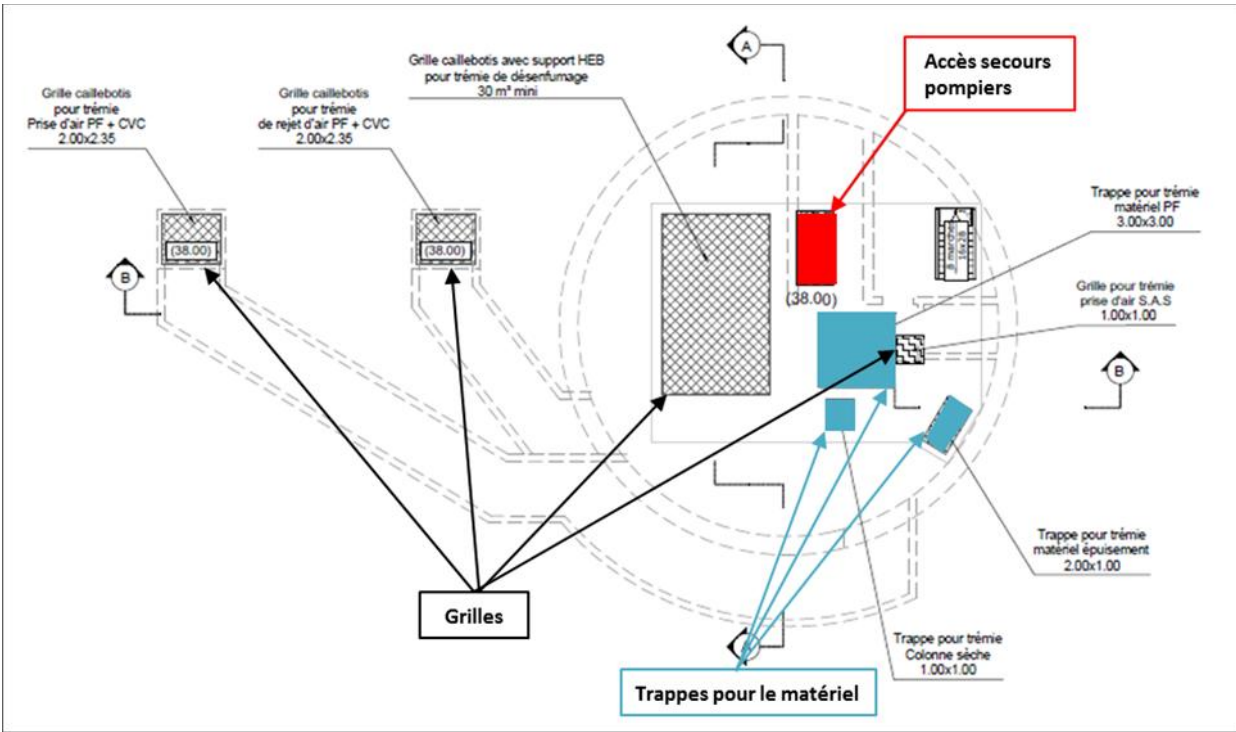 Grille caillebotis
pour trémie
Prise d'air PF + CVC
2.00x2.35
Grille caillebotis
pour trémie
de rejet d'air PF + CVC
2.00x2.35
Grille caillebotis avec support HEB
pour trémie de désenfumage
30 m² mini
A
Accès secours
pompiers
Trappe pour trémie
matériel PF
3.00x3.00
8 marches
16x28
(38.00)
(38.00)
(38.00)
Grille pour trémie
prise d'air S.A.S
1.00x1.00
B
B
Trappe pour trémie
matériel épuisement
2.00x1.00
Grilles
Trappe pour trémie
Colonne sèche
1.00x1.00
A
Trappes pour le matériel